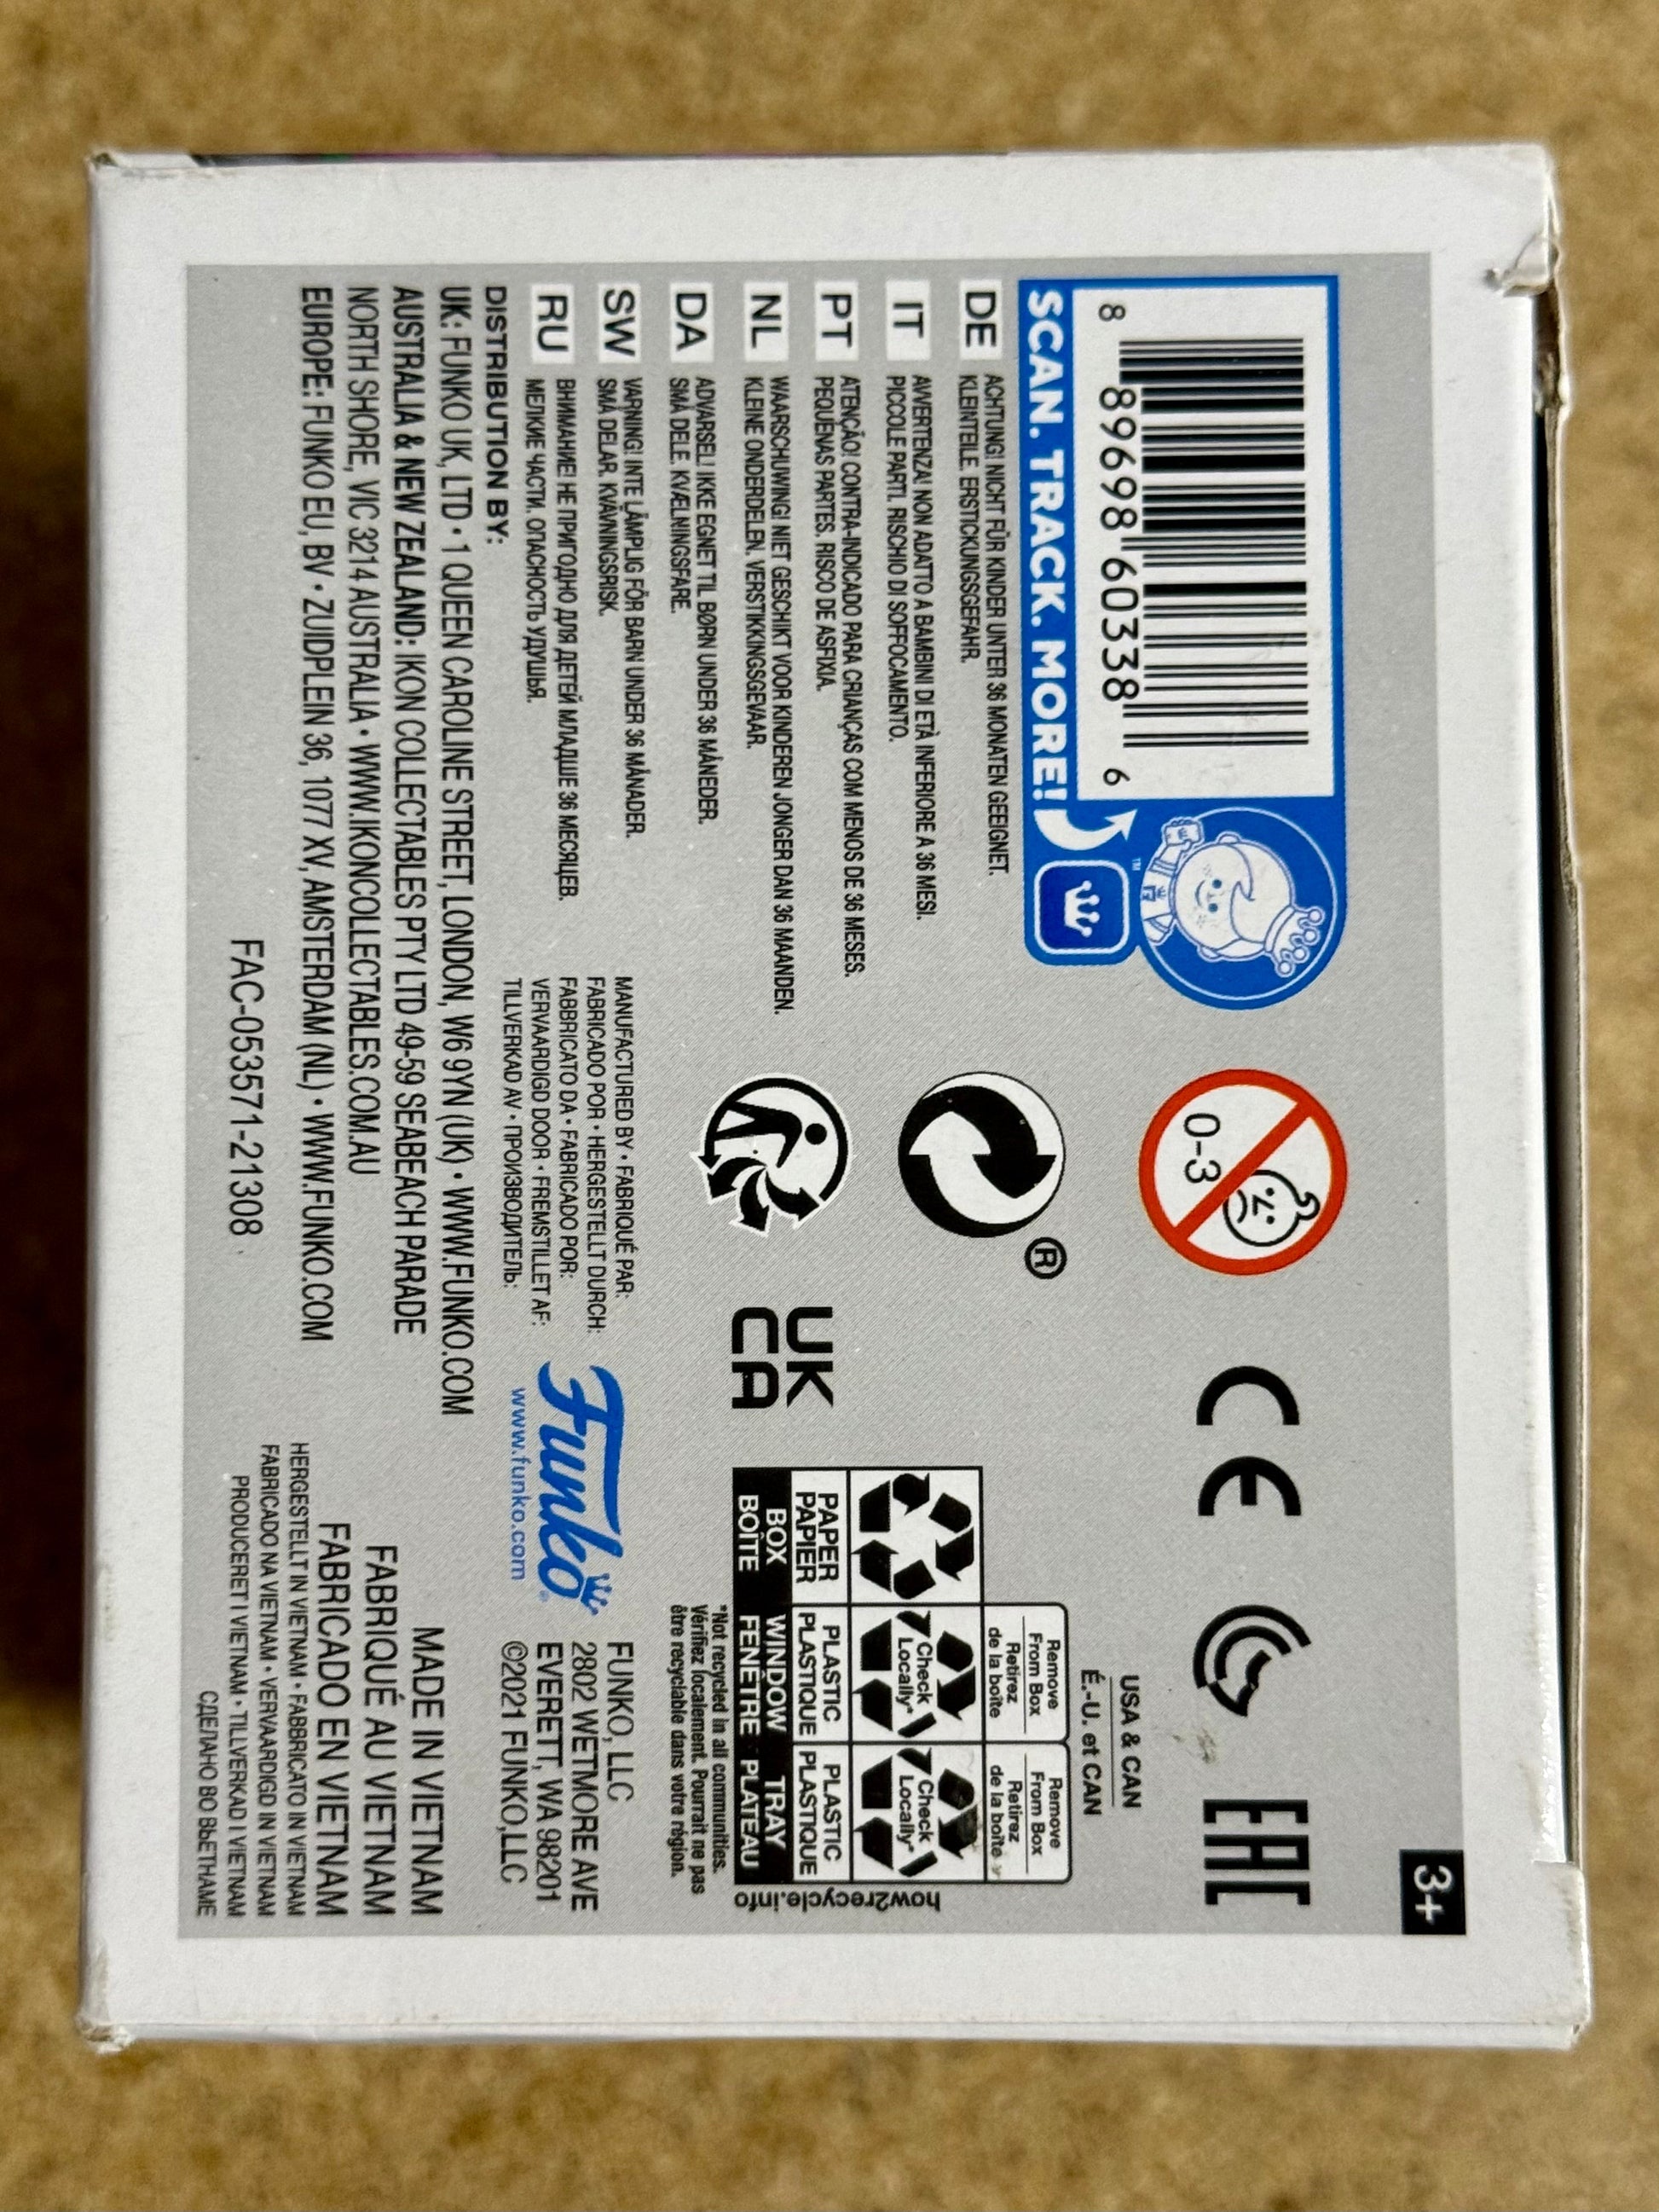 3+
8 89698 60338 6
SCAN. TRACK. MORE!
TM
0-3
CE
EAC
DE
ACHTUNG! NICHT FÜR KINDER UNTER 36 MONATEN GEEIGNET.
KLEINTEILE. ERSTICKUNGSGEFAHR.
IT
AVVERTENZA! NON ADATTO A BAMBINI DI ETÀ INFERIORE A 36 MESI.
PICCOLE PARTI. RISCHIO DI SOFFOCAMENTO.
PT
ATENÇÃO! CONTRA-INDICADO PARA CRIANÇAS COM MENOS DE 36 MESES.
PEQUENAS PARTES. RISCO DE ASFIXIA.
NL
WAARSCHUWING! NIET GESCHIKT VOOR KINDEREN JONGER DAN 36 MAANDEN.
KLEINE ONDERDELEN. VERSTIKKINGSGEVAAR.
DA
ADVARSEL! IKKE EGNET TIL BØRN UNDER 36 MÅNEDER.
SMÅ DELE. KVÆLNINGSFARE.
SW
VARNING! INTE LÄMPLIG FÖR BARN UNDER 36 MÅNADER.
SMÅ DELAR. KVÄVNINGSRISK.
RU
ВНИМАНИЕ! НЕ ПРИГОДНО ДЛЯ ДЕТЕЙ МЛАДШЕ 36 МЕСЯЦЕВ.
МЕЛКИЕ ЧАСТИ. ОПАСНОСТЬ УДУШЬЯ.
®
UK
CA
USA & CAN
É.-U. et CAN
Remove
From Box
Retirez
de la boîte
Remove
From Box
Retirez
de la boîte
Check
Locally*
Check
Locally*
PAPER
PAPIER
PLASTIC
PLASTIQUE
PLASTIC
PLASTIQUE
BOX
BOÎTE
WINDOW
FENÊTRE
TRAY
PLATEAU
how2recycle.info
*Not recycled in all communities.
Vérifiez localement. Pourrait ne pas
être recyclable dans votre région.
MANUFACTURED BY • FABRIQUÉ PAR:
FABRICADO POR • HERGESTELLT DURCH:
FABBRICATO DA • FABRICADO POR:
VERVAARDIGD DOOR • FREMSTILLET AF:
TILLVERKAD AV • ПРОИЗВОДИТЕЛЬ:
Funko
www.funko.com
FUNKO, LLC
2802 WETMORE AVE
EVERETT, WA 98201
©2021 FUNKO,LLC
DISTRIBUTION BY:
UK: FUNKO UK, LTD • 1 QUEEN CAROLINE STREET, LONDON, W6 9YN (UK) • WWW.FUNKO.COM
AUSTRALIA & NEW ZEALAND: IKON COLLECTABLES PTY LTD 49-59 SEABEACH PARADE
NORTH SHORE, VIC 3214 AUSTRALIA • WWW.IKONCOLLECTABLES.COM.AU
EUROPE: FUNKO EU, BV • ZUIDPLEIN 36, 1077 XV, AMSTERDAM (NL) • WWW.FUNKO.COM
FAC-053571-21308
MADE IN VIETNAM
FABRIQUÉ AU VIETNAM
FABRICADO EN VIETNAM
HERGESTELLT IN VIETNAM • FABBRICATO IN VIETNAM
FABRICADO NA VIETNAM • VERVAARDIGD IN VIETNAM
PRODUCERET I VIETNAM • TILLVERKAD I VIETNAM
СДЕЛАНО ВО ВЬЕТНАМЕ